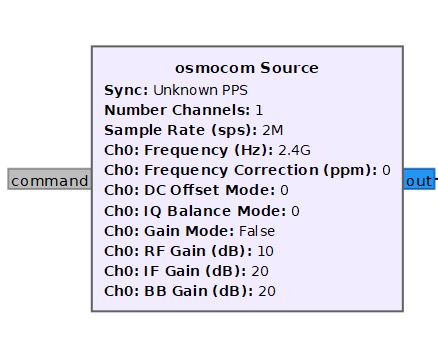 osmocom Source
Sync: Unknown PPS
Number Channels: 1
Sample Rate (sps): 2M
Ch0: Frequency (Hz): 2.4G
Ch0: Frequency Correction (ppm): 0
command
out
Ch0: DC Offset Mode: 0
Ch0: IQ Balance Mode: 0
Ch0: Gain Mode: False
Ch0: RF Gain (dB): 10
Ch0: IF Gain (dB): 20
Ch0: BB Gain (dB): 20